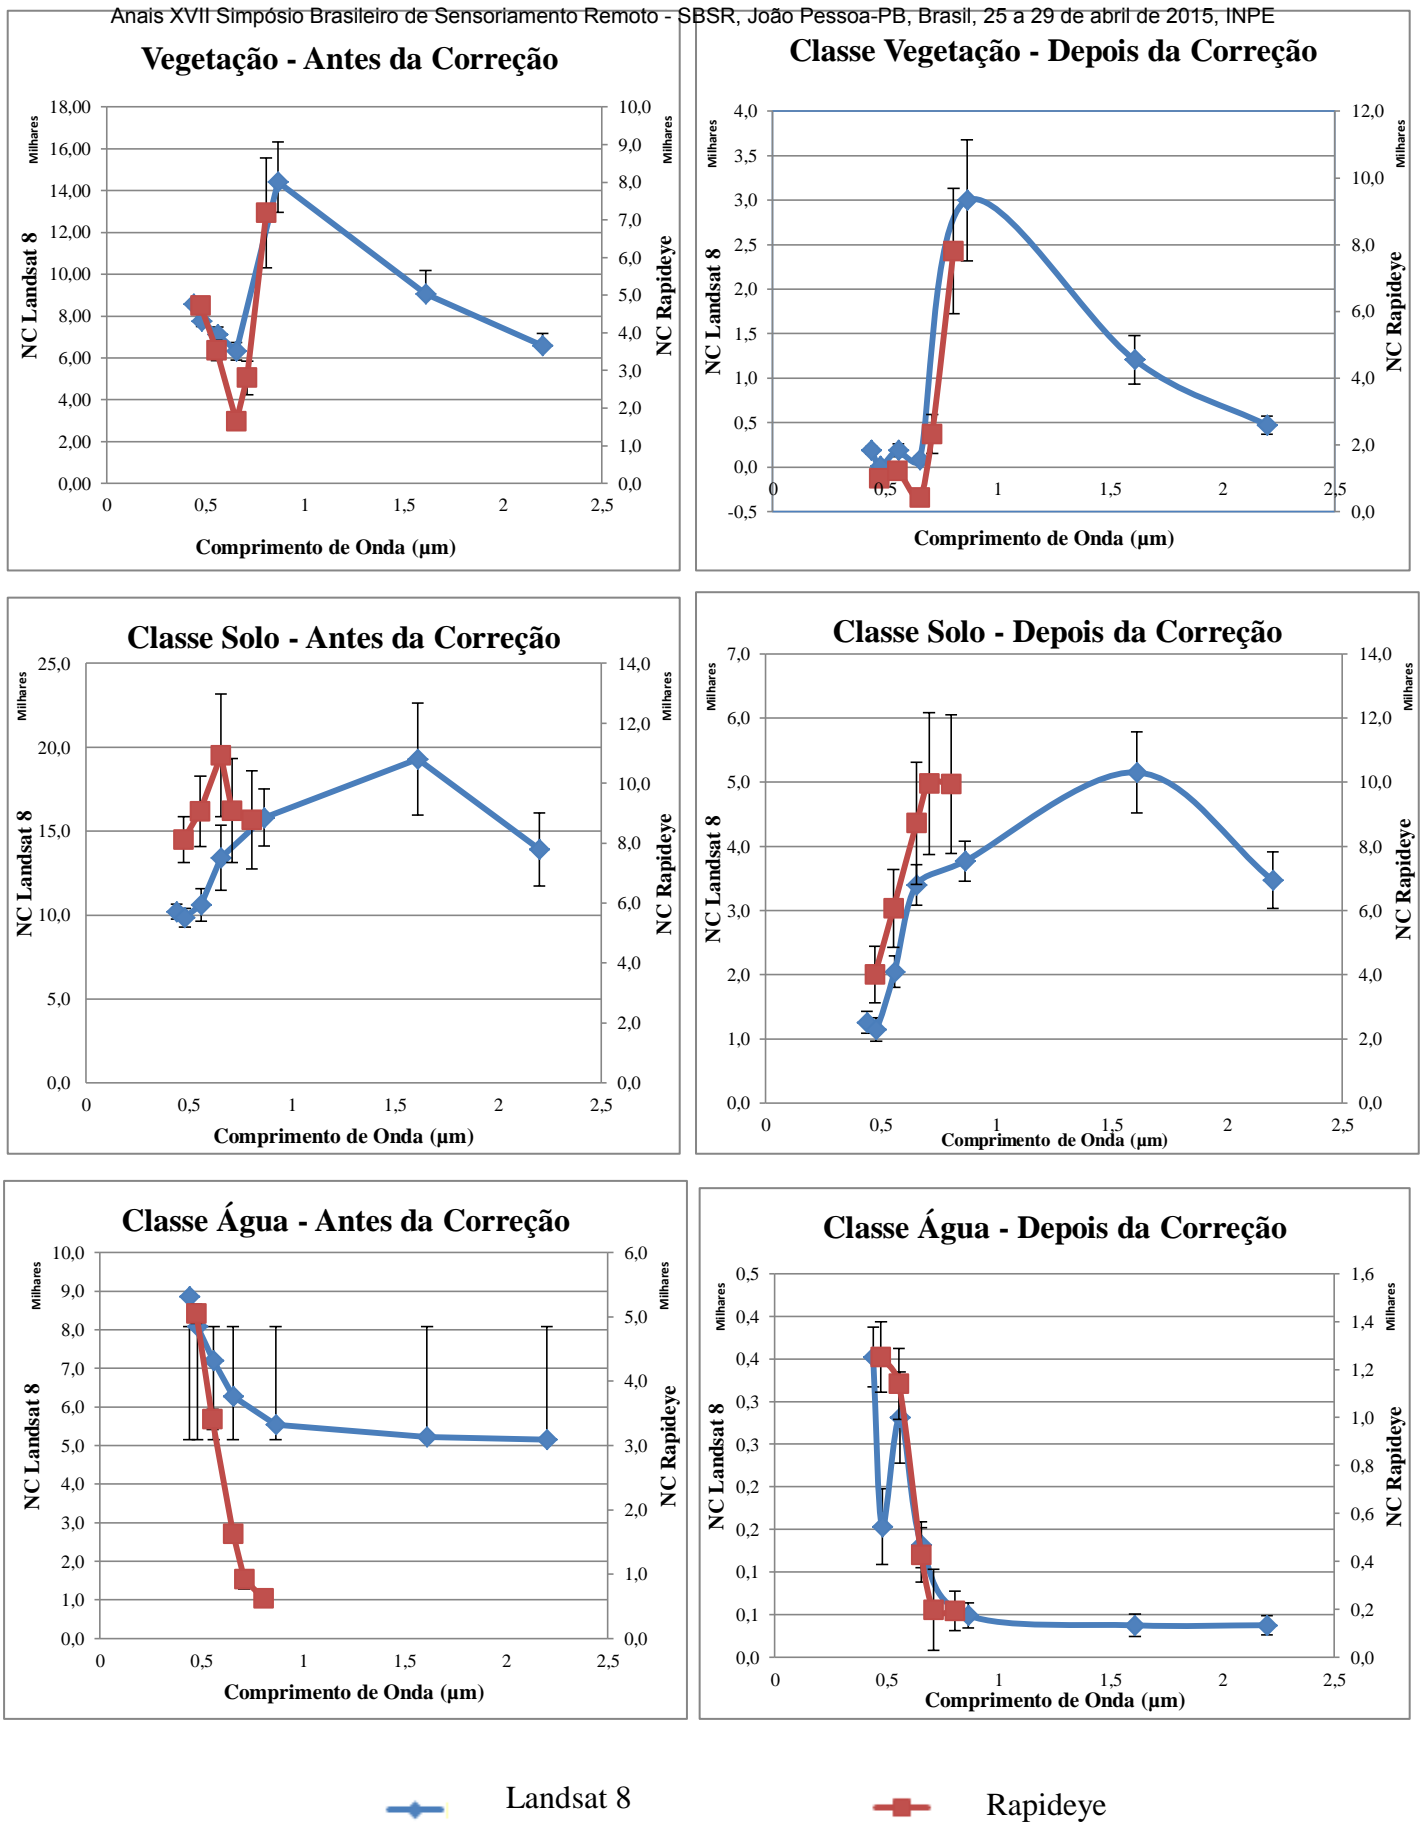 Anais XVII Simpósio Brasileiro de Sensoriamento Remoto - SBSR, João Pessoa-PB, Brasil, 25 a 29 de abril de 2015, INPE
Vegetação - Antes da Correção
Milhares
NC Landsat 8
18,00
16,00
14,00
12,00
10,00
8,00
6,00
4,00
2,00
0,00
10,0
9,0
8,0
7,0
6,0
5,0
4,0
3,0
2,0
1,0
0,0
Milhares
NC Rapideye
0 0,5 1 1,5 2 2,5
Comprimento de Onda (µm)
Classe Vegetação - Depois da Correção
Milhares
NC Landsat 8
4,0
3,5
3,0
2,5
2,0
1,5
1,0
0,5
0,0
-0,5
12,0
10,0
8,0
6,0
4,0
2,0
0,0
Milhares
NC Rapideye
0 0,5 1 1,5 2 2,5
Comprimento de Onda (µm)
Classe Solo - Antes da Correção
Milhares
NC Landsat 8
25,0
20,0
15,0
10,0
5,0
0,0
14,0
12,0
10,0
8,0
6,0
4,0
2,0
0,0
Milhares
NC Rapideye
0 0,5 1 1,5 2 2,5
Comprimento de Onda (µm)
Classe Solo - Depois da Correção
Milhares
NC Landsat 8
7,0
6,0
5,0
4,0
3,0
2,0
1,0
0,0
14,0
12,0
10,0
8,0
6,0
4,0
2,0
0,0
Milhares
NC Rapideye
0 0,5 1 1,5 2 2,5
Comprimento de Onda (µm)
Classe Água - Antes da Correção
Milhares
NC Landsat 8
10,0
9,0
8,0
7,0
6,0
5,0
4,0
3,0
2,0
1,0
0,0
6,0
5,0
4,0
3,0
2,0
1,0
0,0
Milhares
NC Rapideye
0 0,5 1 1,5 2 2,5
Comprimento de Onda (µm)
Classe Água - Depois da Correção
Milhares
NC Landsat 8
0,5
0,4
0,4
0,3
0,3
0,2
0,2
0,1
0,1
0,0
1,6
1,4
1,2
1,0
0,8
0,6
0,4
0,2
0,0
Milhares
NC Rapideye
0 0,5 1 1,5 2 2,5
Comprimento de Onda (µm)
Landsat 8
Rapideye